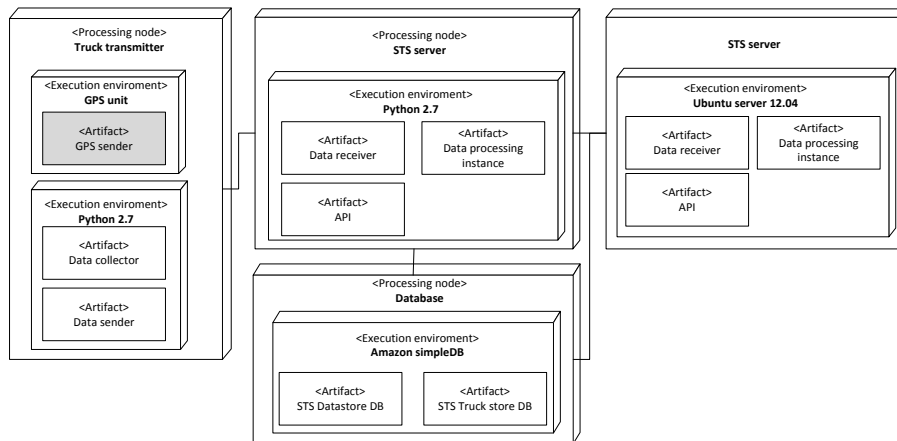 <Processing node>
Truck transmitter
<Execution enviroment>
GPS unit
<Artifact>
GPS sender
<Execution enviroment>
Python 2.7
<Artifact>
Data collector
<Artifact>
Data sender
<Processing node>
STS server
<Execution enviroment>
Python 2.7
<Artifact>
Data receiver
<Artifact>
Data processing
instance
<Artifact>
API
<Processing node>
Database
<Execution enviroment>
Amazon simpleDB
<Artifact>
STS Datastore DB
<Artifact>
STS Truck store DB
STS server
<Execution enviroment>
Ubuntu server 12.04
<Artifact>
Data receiver
<Artifact>
Data processing
instance
<Artifact>
API